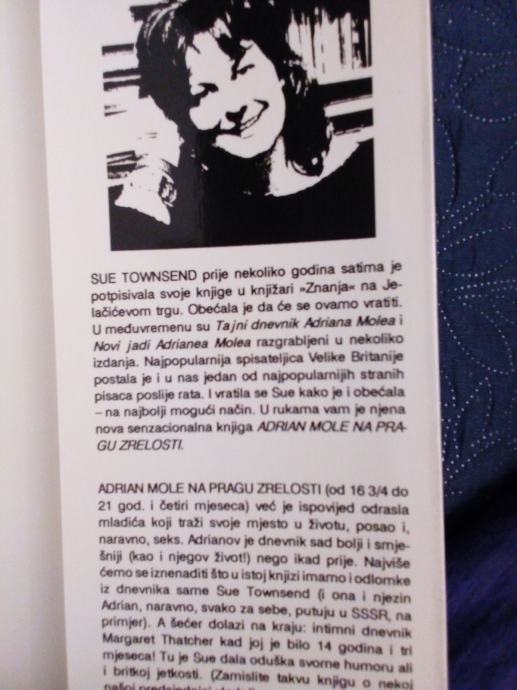 SUE TOWNSEND prije nekoliko godina satima je
potpisivala svoje knjige u knjižari »Znanja« na Je-
lačićevom trgu. Obećala je da će se ovamo vratiti.
U međuvremenu su Tajni dnevnik Adriana Molea i
Novi jadi Adrianea Molea razgrabljeni u nekoliko
izdanja. Najpopularnija spisateljica Velike Britanije
postala je i u nas jedan od najpopularnijih stranih
pisaca poslije rata. I vratila se Sue kako je i obećala
– na najbolji mogući način. U rukama vam je njena
nova senzacionalna knjiga ADRIAN MOLE NA PRA-
GU ZRELOSTI.
ADRIAN MOLE NA PRAGU ZRELOSTI (od 16 3/4 do
21 god. i četiri mjeseca) već je ispovijed odrasla
mladića koji traži svoje mjesto u životu, posao i,
naravno, seks. Adrianov je dnevnik sad bolji i smje-
šniji (kao i njegov život!) nego ikad prije. Najviše
ćemo se iznenaditi što u istoj knjizi imamo i odlomke
iz dnevnika same Sue Townsend (i ona i njezin
Adrian, naravno, svako za sebe, putuju u SSSR, na
primjer). A šećer dolazi na kraju: intimni dnevnik
Margaret Thatcher kad joj je bilo 14 godina i tri
mjeseca! Tu je Sue dala oduška svome humoru ali
i britkoj jetkosti. (Zamislite takvu knjigu o nekoj
našoj predsjednici